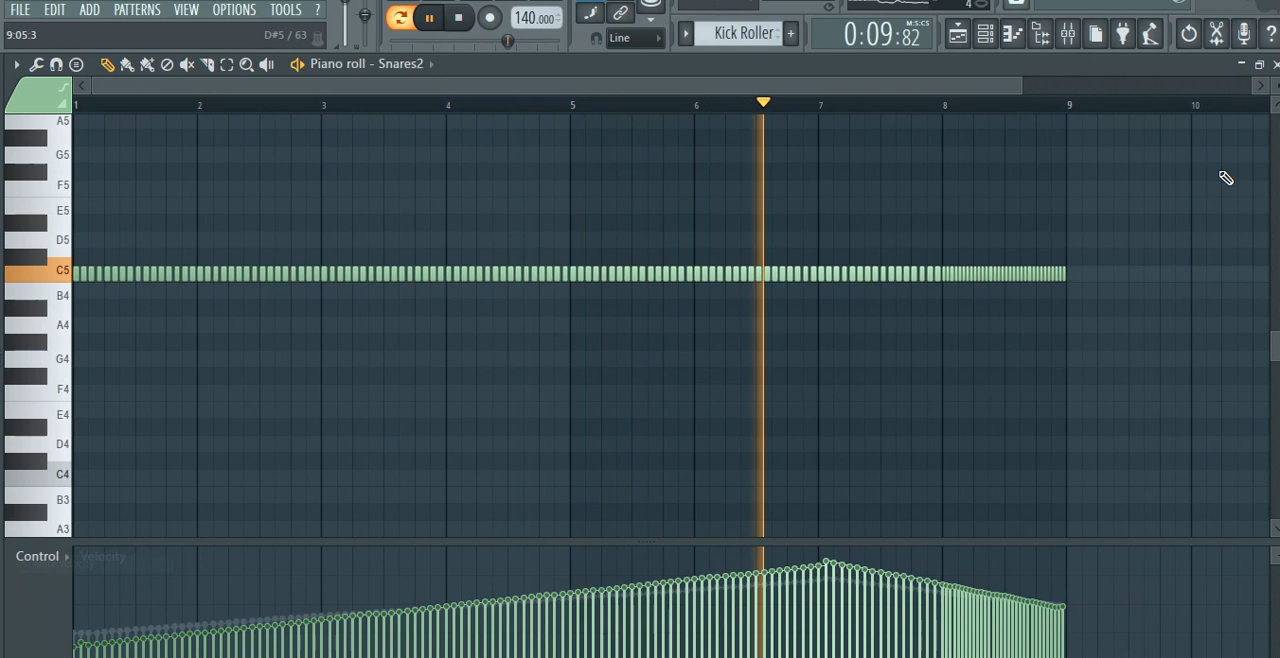 FILE EDIT ADD PATTERNS VIEW OPTIONS TOOLS ?
140.000
4
9:05:3 D#5 / 63
Line
Kick Roller +
0:09:82
M:S:CS
?
Piano roll - Snares2
1 2 3 4 5 6 7 8 9 10
A5
G5
F5
E5
D5
C5
B4
A4
G4
F4
E4
D4
C4
B3
A3
Control Velocity